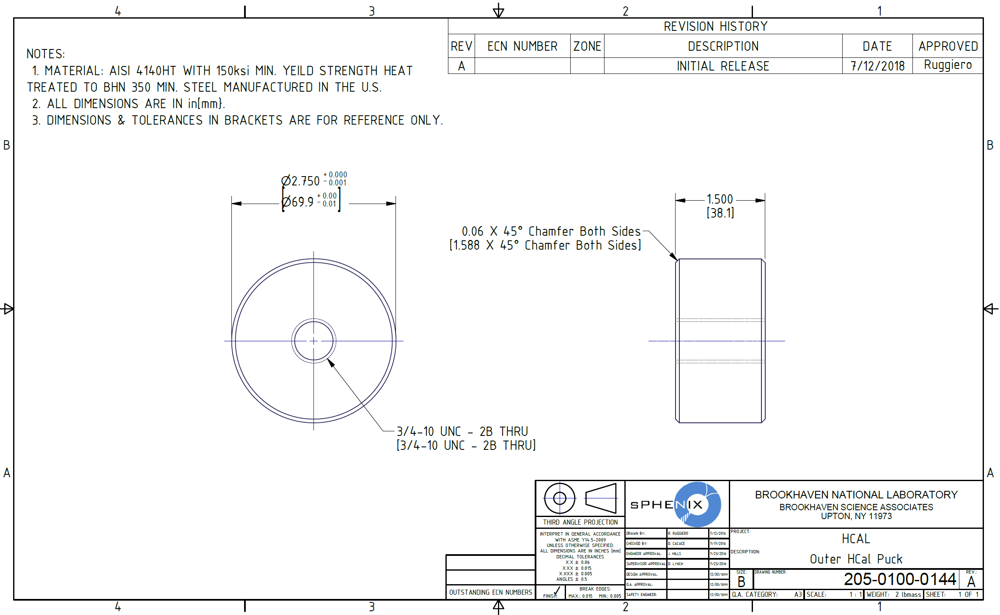 4 3 2 1
REVISION HISTORY
REV ECN NUMBER ZONE DESCRIPTION DATE APPROVED
A INITIAL RELEASE 7/12/2018 Ruggiero
NOTES:
1. MATERIAL: AISI 4140HT WITH 150ksi MIN. YEILD STRENGTH HEAT
TREATED TO BHN 350 MIN. STEEL MANUFACTURED IN THE U.S.
2. ALL DIMENSIONS ARE IN in[mm}.
3. DIMENSIONS & TOLERANCES IN BRACKETS ARE FOR REFERENCE ONLY.
B B
Ø2.750 +0.000 -0.001
[Ø69.9 +0.00 -0.01]
1.500
[38.1]
0.06 X 45° Chamfer Both Sides
[1.588 X 45° Chamfer Both Sides]
3/4-10 UNC - 2B THRU
[3/4-10 UNC - 2B THRU]
A A
THIRD ANGLE PROJECTION
INTERPRET IN GENERAL ACCORDANCE
WITH ASME Y14.5-2009
UNLESS OTHERWISE SPECIFIED:
ALL DIMENSIONS ARE IN INCHES [mm]
DECIMAL TOLERANCES
X.X ± 0.06
X.XX ± 0.015
X.XXX ± 0.005
ANGLES ± 0.5
FINISH:
BREAK EDGES:
MAX.: 0.015 MIN.: 0.005
OUTSTANDING ECN NUMBERS
sPHENIX
DRAWN BY: R. RUGGIERO 7/12/2018
CHECKED BY: D. CACACE 7/17/2018
ENGINEER APPROVAL: J. MILLS 7/23/2018
SUPERVISOR APPROVAL: D. LYNCH 7/23/2018
DESIGN APPROVAL: 12/30/1899
Q.A. APPROVAL: 12/30/1899
SAFETY ENGINEER: 12/30/1899
BROOKHAVEN NATIONAL LABORATORY
BROOKHAVEN SCIENCE ASSOCIATES
UPTON, NY 11973
PROJECT:
HCAL
DESCRIPTIION:
Outer HCal Puck
SIZE: B
DRAWING NUMBER: 205-0100-0144
REV.: A
Q.A. CATEGORY: A3 SCALE: 1 : 1 WEIGHT: 2 lbmass SHEET: 1 OF 1
4 3 2 1